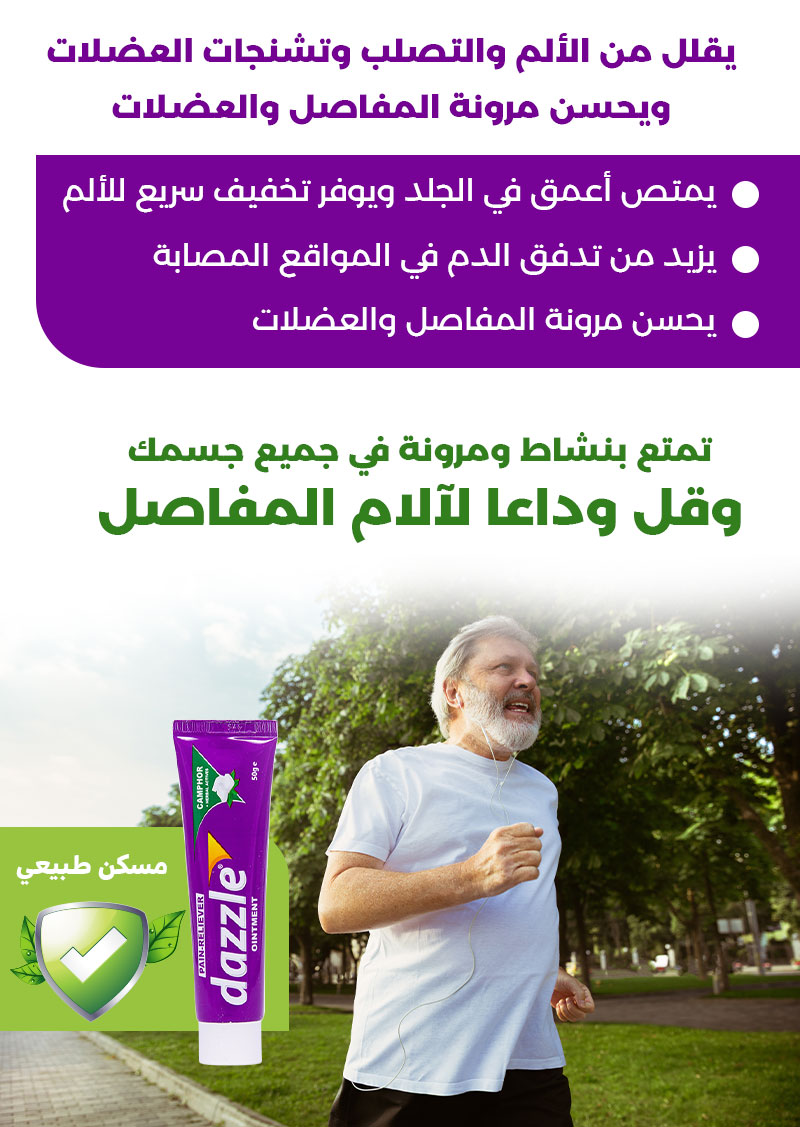 يقلل من الألم والتصلب وتشنجات العضلات
ويحسن مرونة المفاصل والعضلات
يمتص أعمق في الجلد ويوفر تخفيف سريع للألم
يزيد من تدفق الدم في المواقع المصابة
يحسن مرونة المفاصل والعضلات
تمتع بنشاط ومرونة في جميع جسمك
وقل وداعا لآلام المفاصل
مسكن طبيعي
CAMPHOR
+ HERBAL ACTIVES
50g e
PAIN-RELIEVER
dazzle®
OINTMENT